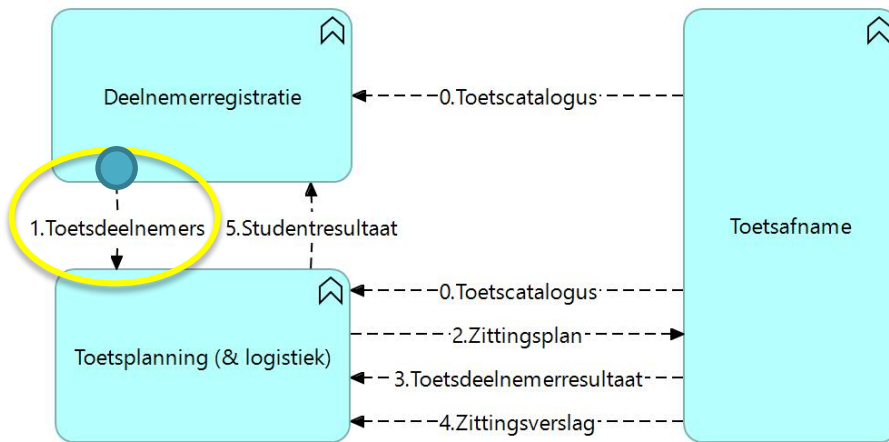 Deelnemerregistratie
0.Toetscatalogus
1.Toetsdeelnemers
5.Studentresultaat
Toetsafname
0.Toetscatalogus
2.Zittingsplan
Toetsplanning (& logistiek)
3.Toetsdeelnemerresultaat
4.Zittingsverslag